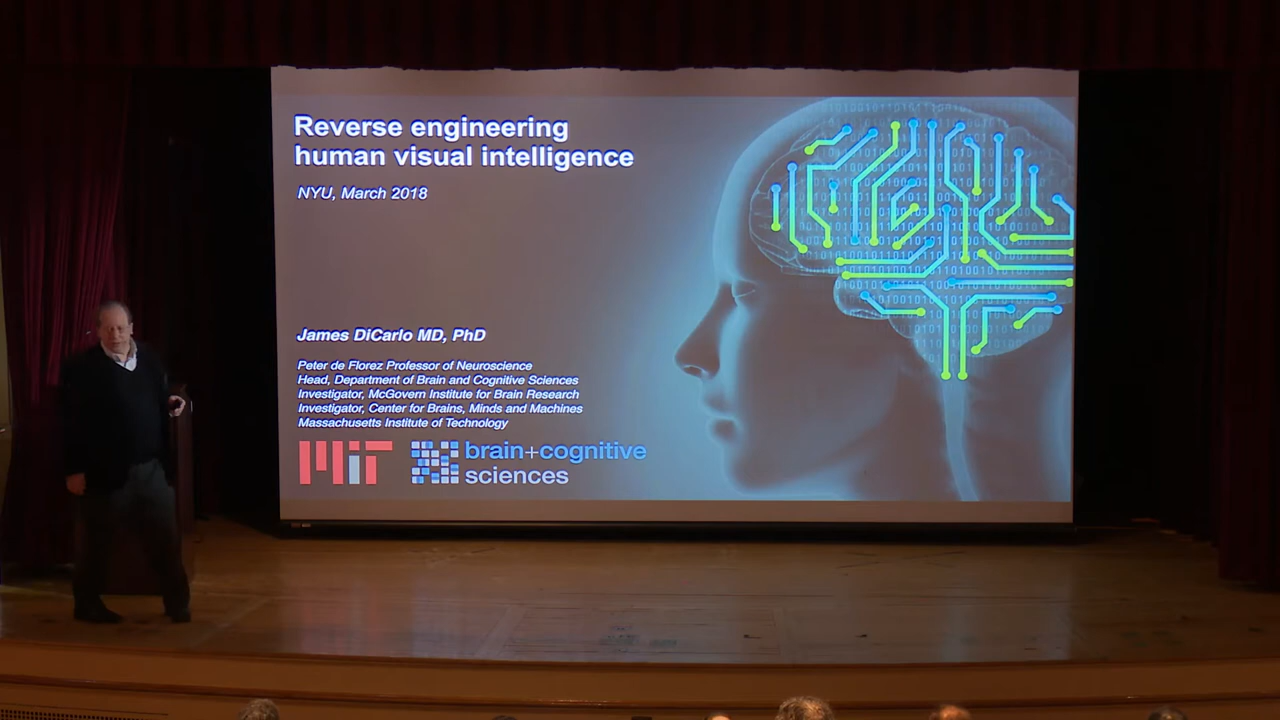 Reverse engineering
human visual intelligence
NYU, March 2018
James DiCarlo MD, PhD
Peter de Florez Professor of Neuroscience
Head, Department of Brain and Cognitive Sciences
Investigator, McGovern Institute for Brain Research
Investigator, Center for Brains, Minds and Machines
Massachusetts Institute of Technology
MIT
brain+cognitive
sciences